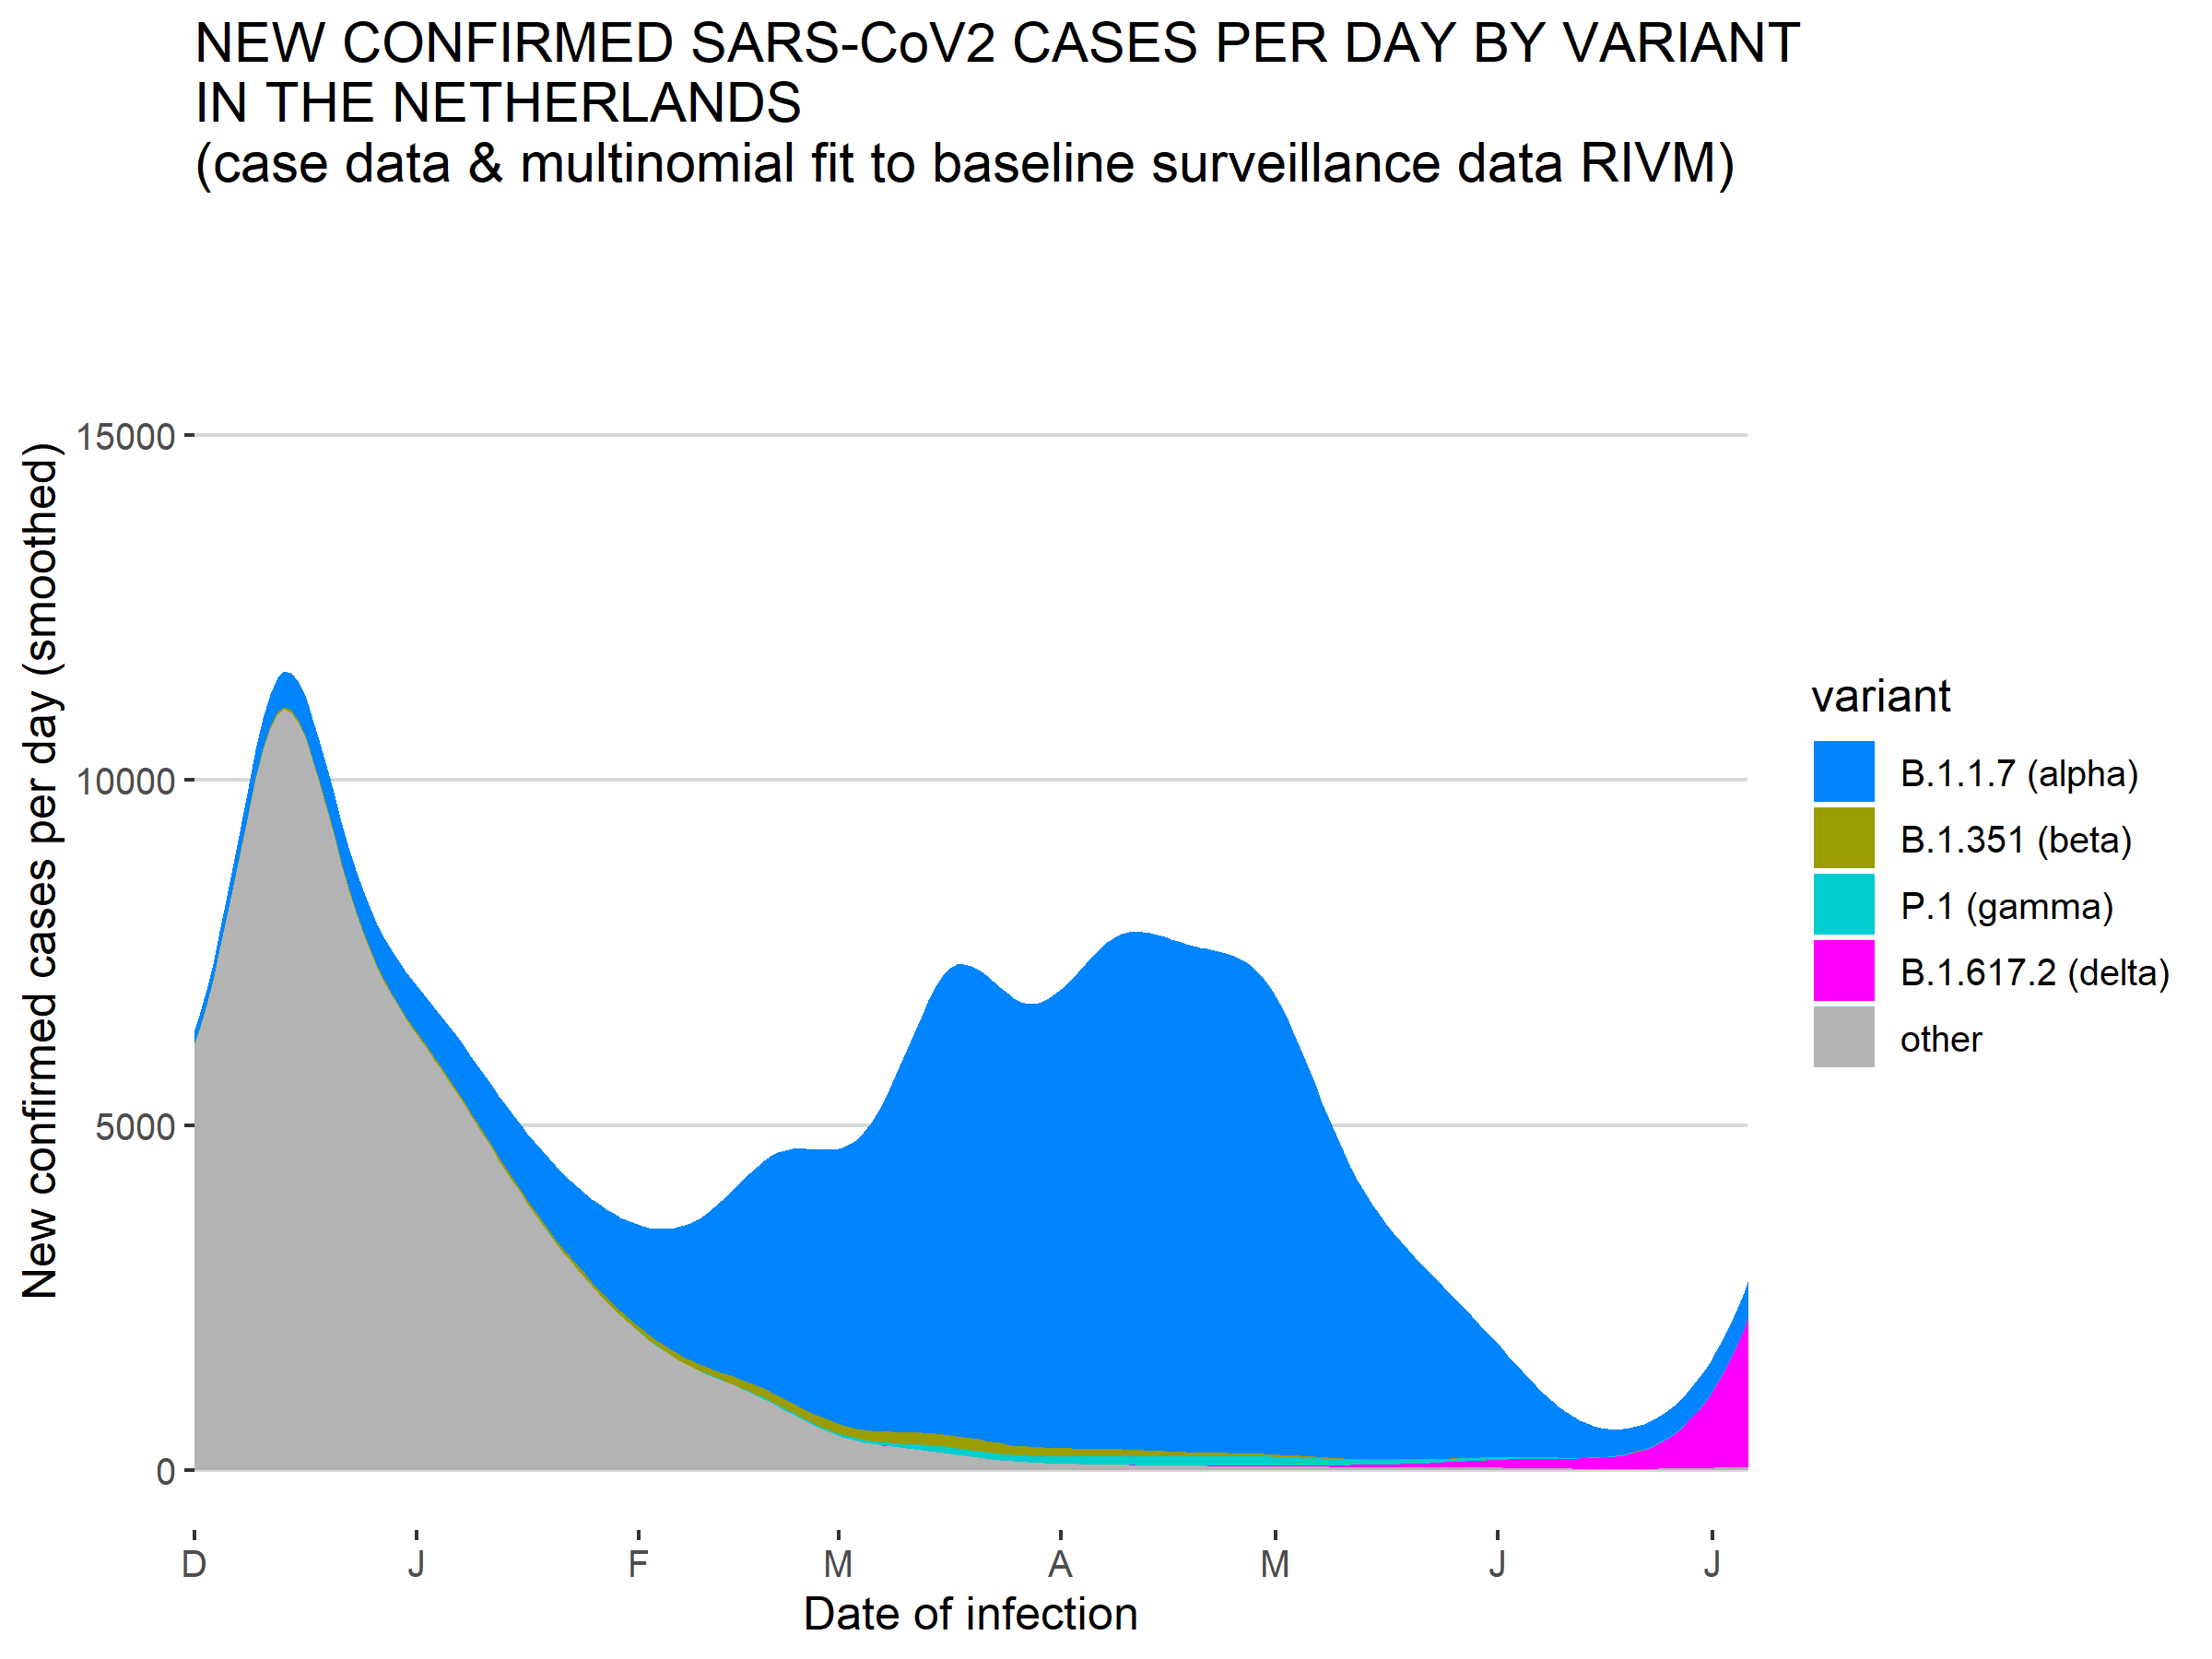 NEW CONFIRMED SARS-CoV2 CASES PER DAY BY VARIANT
IN THE NETHERLANDS
(case data & multinomial fit to baseline surveillance data RIVM)
New confirmed cases per day (smoothed)
15000
10000
5000
0
D J F M A M J J
Date of infection
variant
B.1.1.7 (alpha)
B.1.351 (beta)
P.1 (gamma)
B.1.617.2 (delta)
other